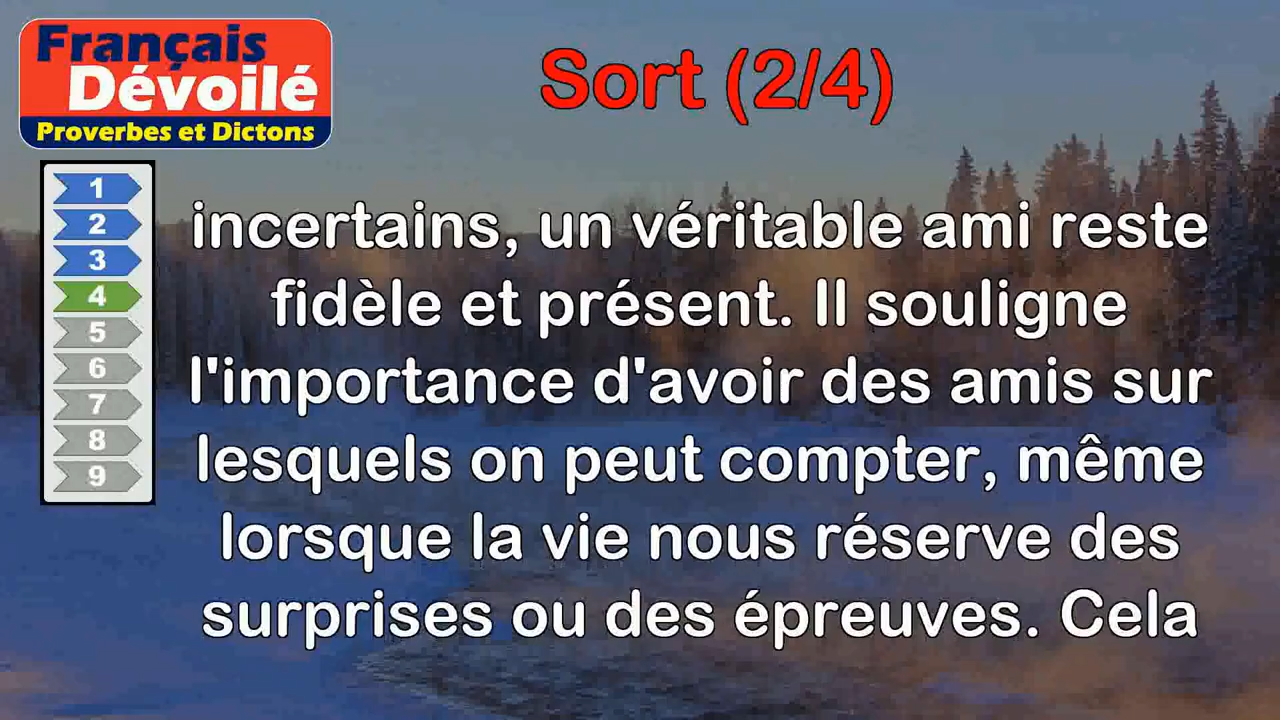 Français
Dévoilé
Proverbes et Dictons
Sort (2/4)
1
2
3
4
5
6
7
8
9
incertains, un véritable ami reste
fidèle et présent. Il souligne
l'importance d'avoir des amis sur
lesquels on peut compter, même
lorsque la vie nous réserve des
surprises ou des épreuves. Cela